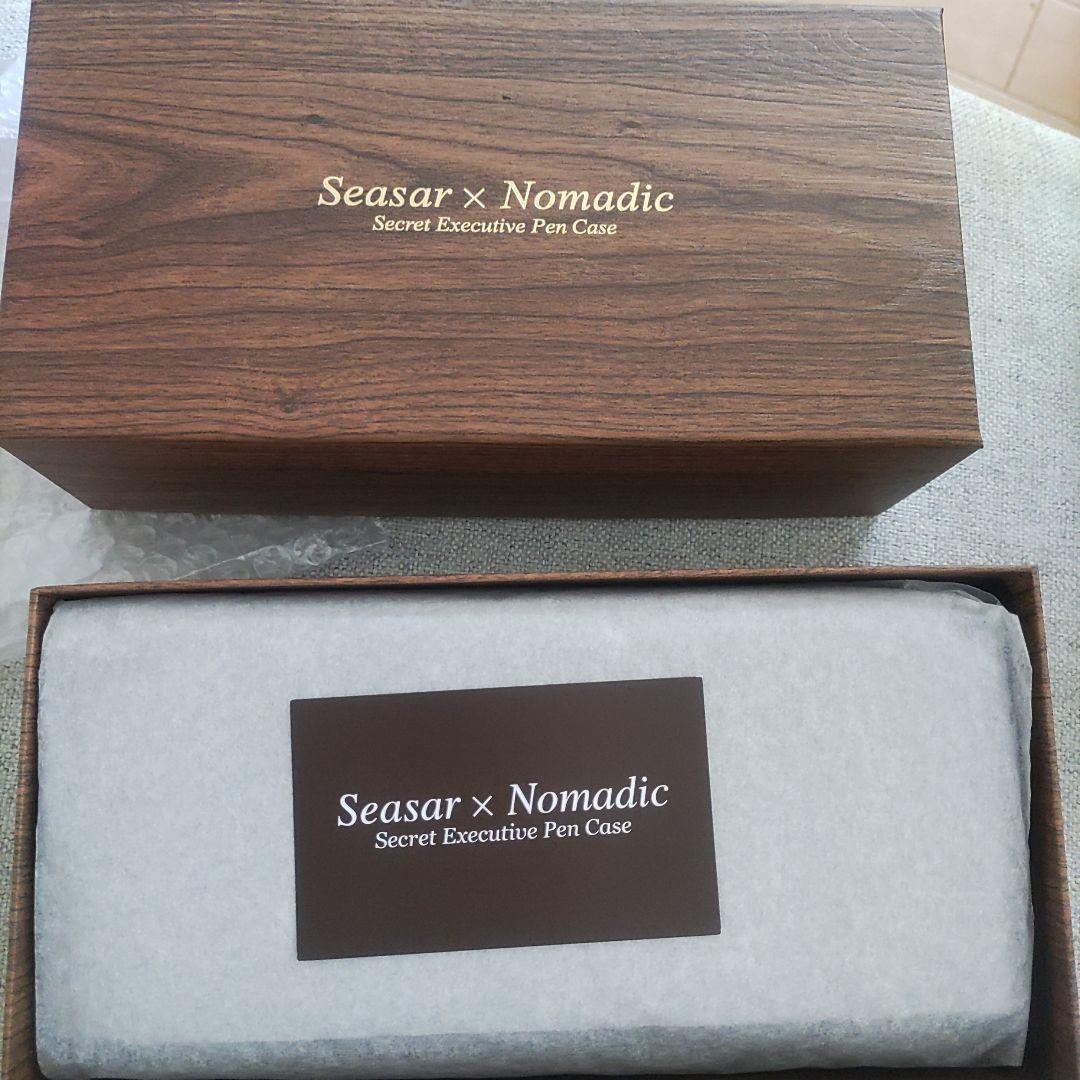 Seasar × Nomadic
Secret Executive Pen Case
Seasar × Nomadic
Secret Executive Pen Case